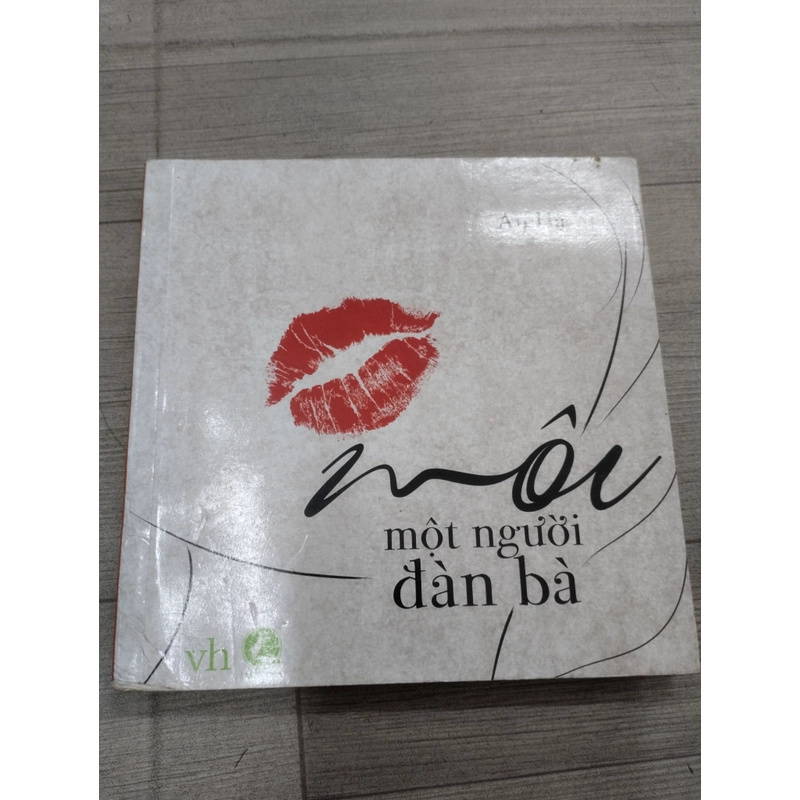 môi
một người
đàn bà
vh